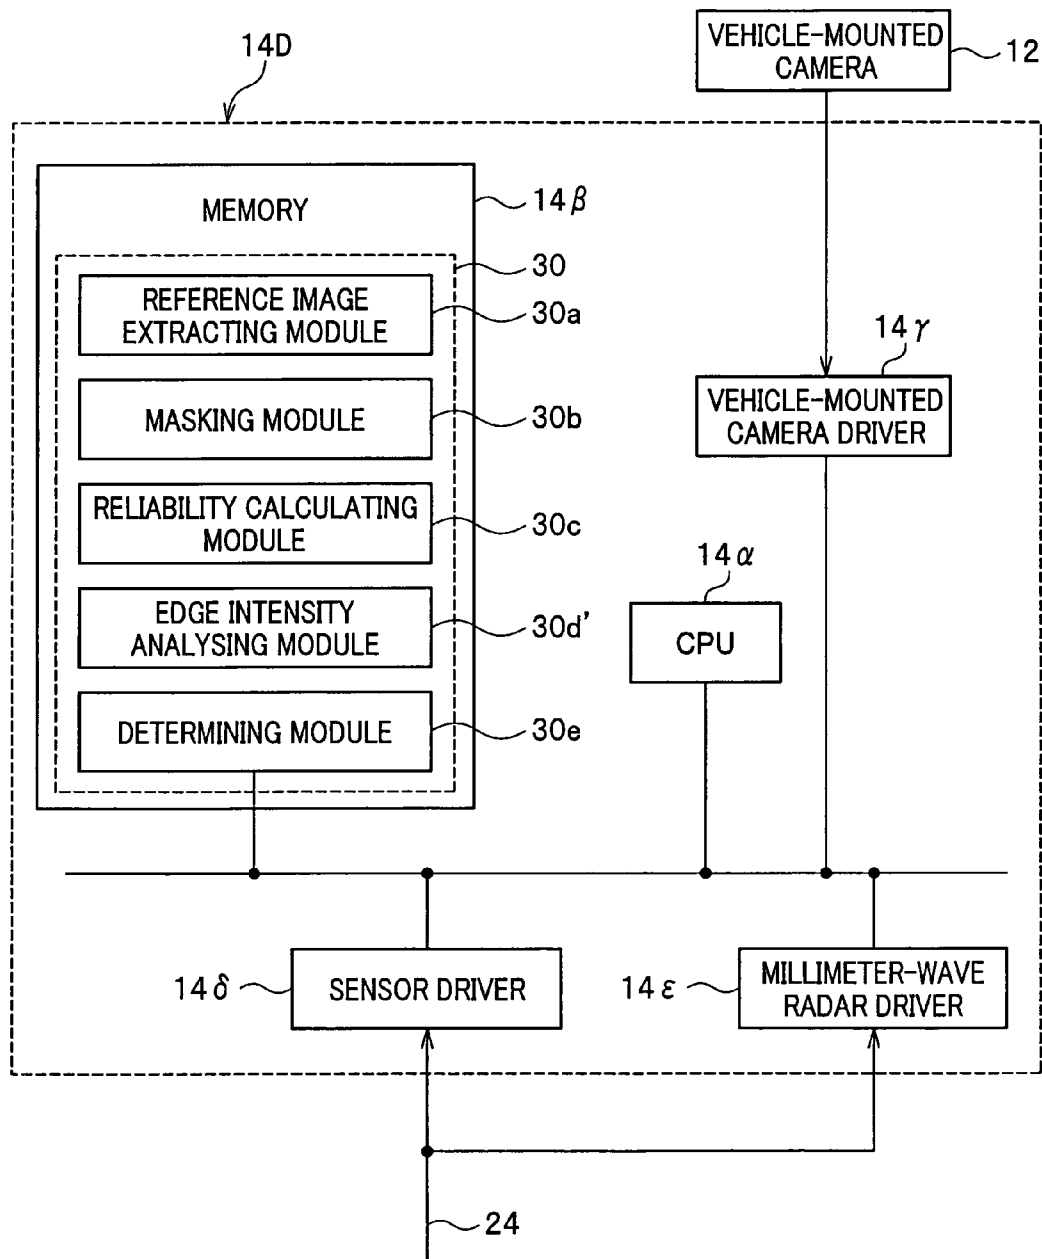 14D
VEHICLE-MOUNTED
CAMERA
12
MEMORY
14β
30
REFERENCE IMAGE
EXTRACTING MODULE
30a
MASKING MODULE
30b
RELIABILITY CALCULATING
MODULE
30c
EDGE INTENSITY
ANALYSING MODULE
30d'
DETERMINING MODULE
30e
14γ
VEHICLE-MOUNTED
CAMERA DRIVER
14α
CPU
14δ
SENSOR DRIVER
14ε
MILLIMETER-WAVE
RADAR DRIVER
24